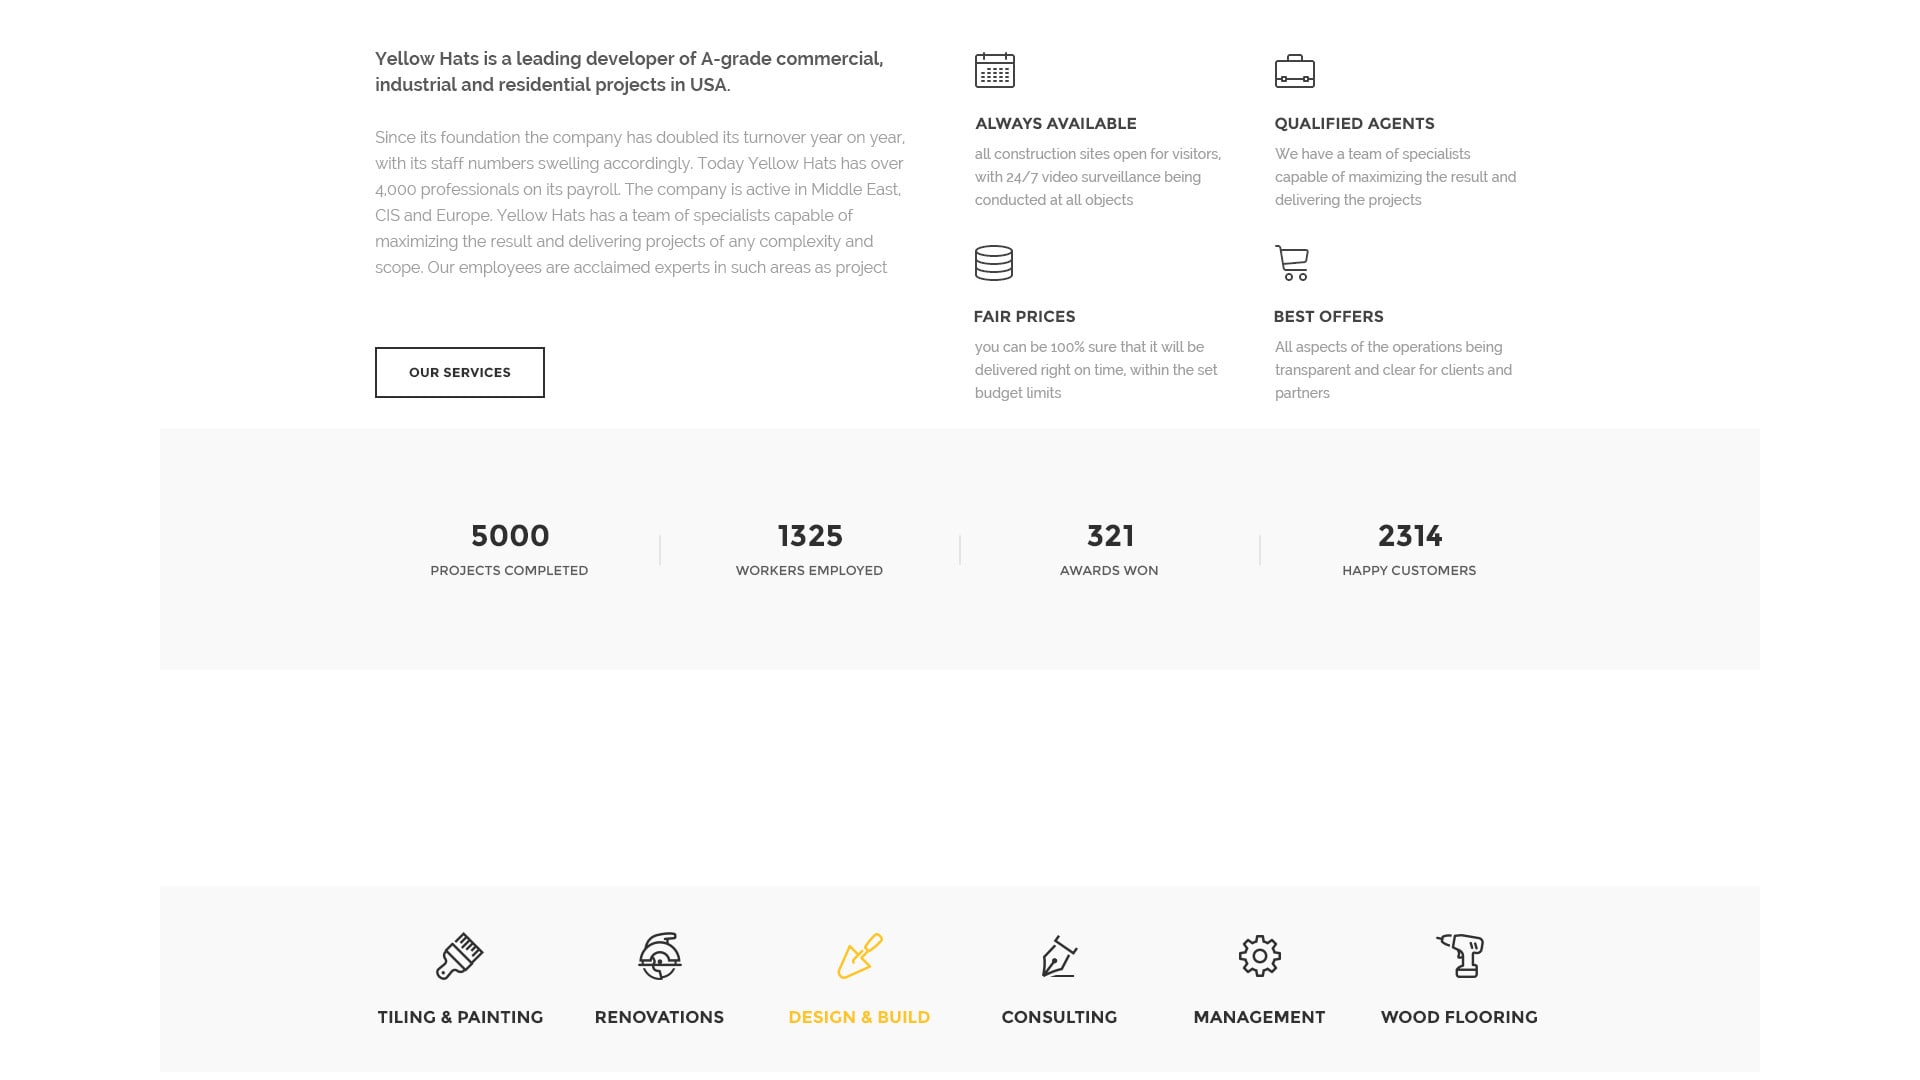 Yellow Hats is a leading developer of A-grade commercial,
industrial and residential projects in USA.
Since its foundation the company has doubled its turnover year on year,
with its staff numbers swelling accordingly. Today Yellow Hats has over
4,000 professionals on its payroll. The company is active in Middle East,
CIS and Europe. Yellow Hats has a team of specialists capable of
maximizing the result and delivering projects of any complexity and
scope. Our employees are acclaimed experts in such areas as project
OUR SERVICES
ALWAYS AVAILABLE
all construction sites open for visitors,
with 24/7 video surveillance being
conducted at all objects
QUALIFIED AGENTS
We have a team of specialists
capable of maximizing the result and
delivering the projects
FAIR PRICES
you can be 100% sure that it will be
delivered right on time, within the set
budget limits
BEST OFFERS
All aspects of the operations being
transparent and clear for clients and
partners
5000
PROJECTS COMPLETED
1325
WORKERS EMPLOYED
321
AWARDS WON
2314
HAPPY CUSTOMERS
TILING & PAINTING
RENOVATIONS
DESIGN & BUILD
CONSULTING
MANAGEMENT
WOOD FLOORING